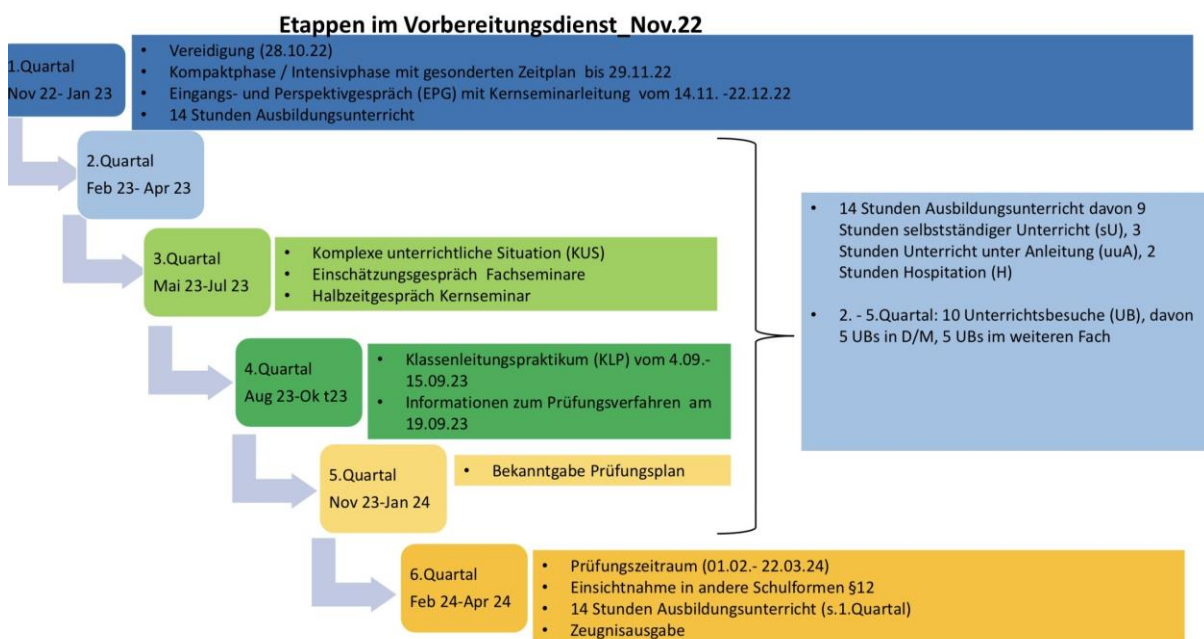 Etappen im Vorbereitungsdienst_Nov.22
1.Quartal
Nov 22- Jan 23
• Vereidigung (28.10.22)
• Kompaktphase / Intensivphase mit gesonderten Zeitplan bis 29.11.22
• Eingangs- und Perspektivgespräch (EPG) mit Kernseminarleitung vom 14.11. -22.12.22
• 14 Stunden Ausbildungsunterricht
2.Quartal
Feb 23- Apr 23
3.Quartal
Mai 23-Jul 23
• Komplexe unterrichtliche Situation (KUS)
• Einschätzungsgespräch Fachseminare
• Halbzeitgespräch Kernseminar
4.Quartal
Aug 23-Ok t23
• Klassenleitungspraktikum (KLP) vom 4.09.-
15.09.23
• Informationen zum Prüfungsverfahren am
19.09.23
5.Quartal
Nov 23-Jan 24
• Bekanntgabe Prüfungsplan
• 14 Stunden Ausbildungsunterricht davon 9
Stunden selbstständiger Unterricht (sU), 3
Stunden Unterricht unter Anleitung (uuA), 2
Stunden Hospitation (H)
• 2. - 5.Quartal: 10 Unterrichtsbesuche (UB), davon
5 UBs in D/M, 5 UBs im weiteren Fach
6.Quartal
Feb 24-Apr 24
• Prüfungszeitraum (01.02.- 22.03.24)
• Einsichtnahme in andere Schulformen §12
• 14 Stunden Ausbildungsunterricht (s.1.Quartal)
• Zeugnisausgabe